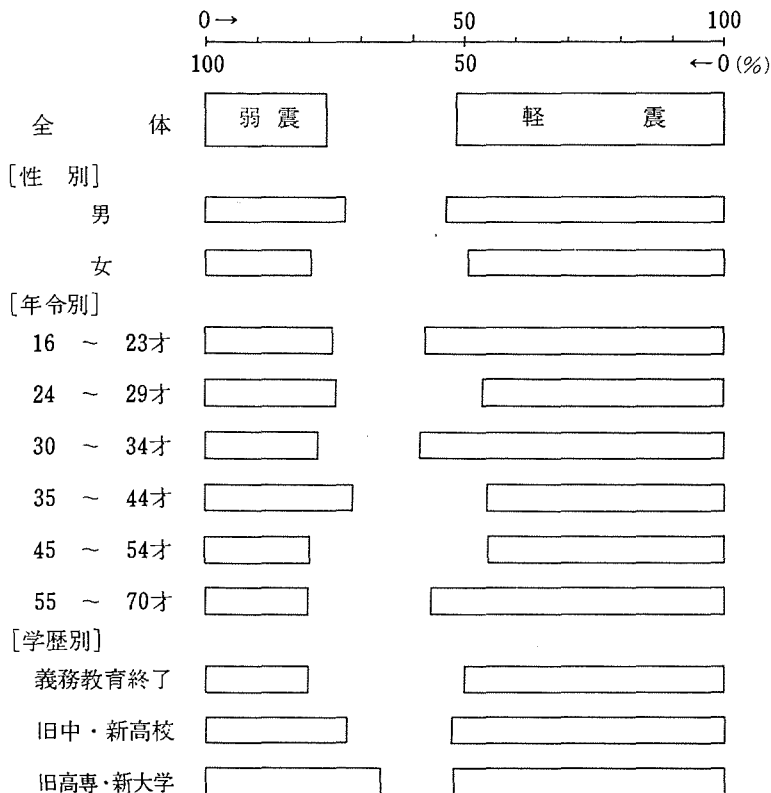 0→ 50 100
100 50 ←0 (%)
全 体 弱 震 軽 震
[性 別]
男
女
[年令別]
16 ～ 23才
24 ～ 29才
30 ～ 34才
35 ～ 44才
45 ～ 54才
55 ～ 70才
[学歴別]
義務教育終了
旧中・新高校
旧高専・新大学